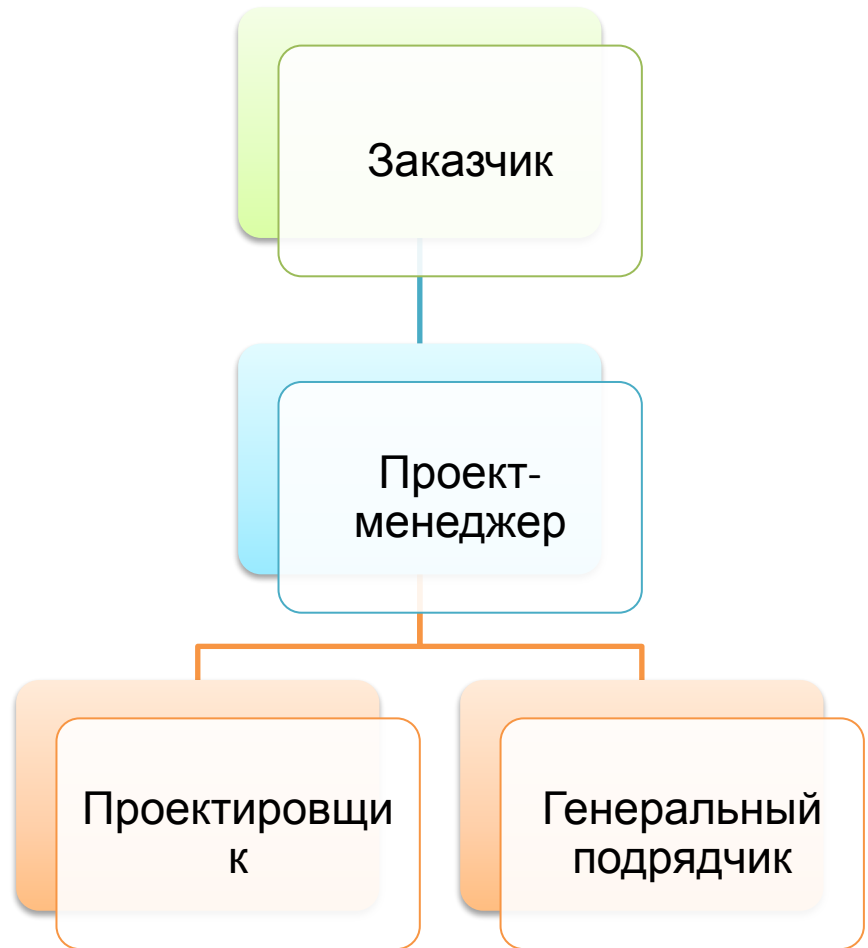 Заказчик
Проект-
менеджер
Проектировщи
к
Генеральный
подрядчик